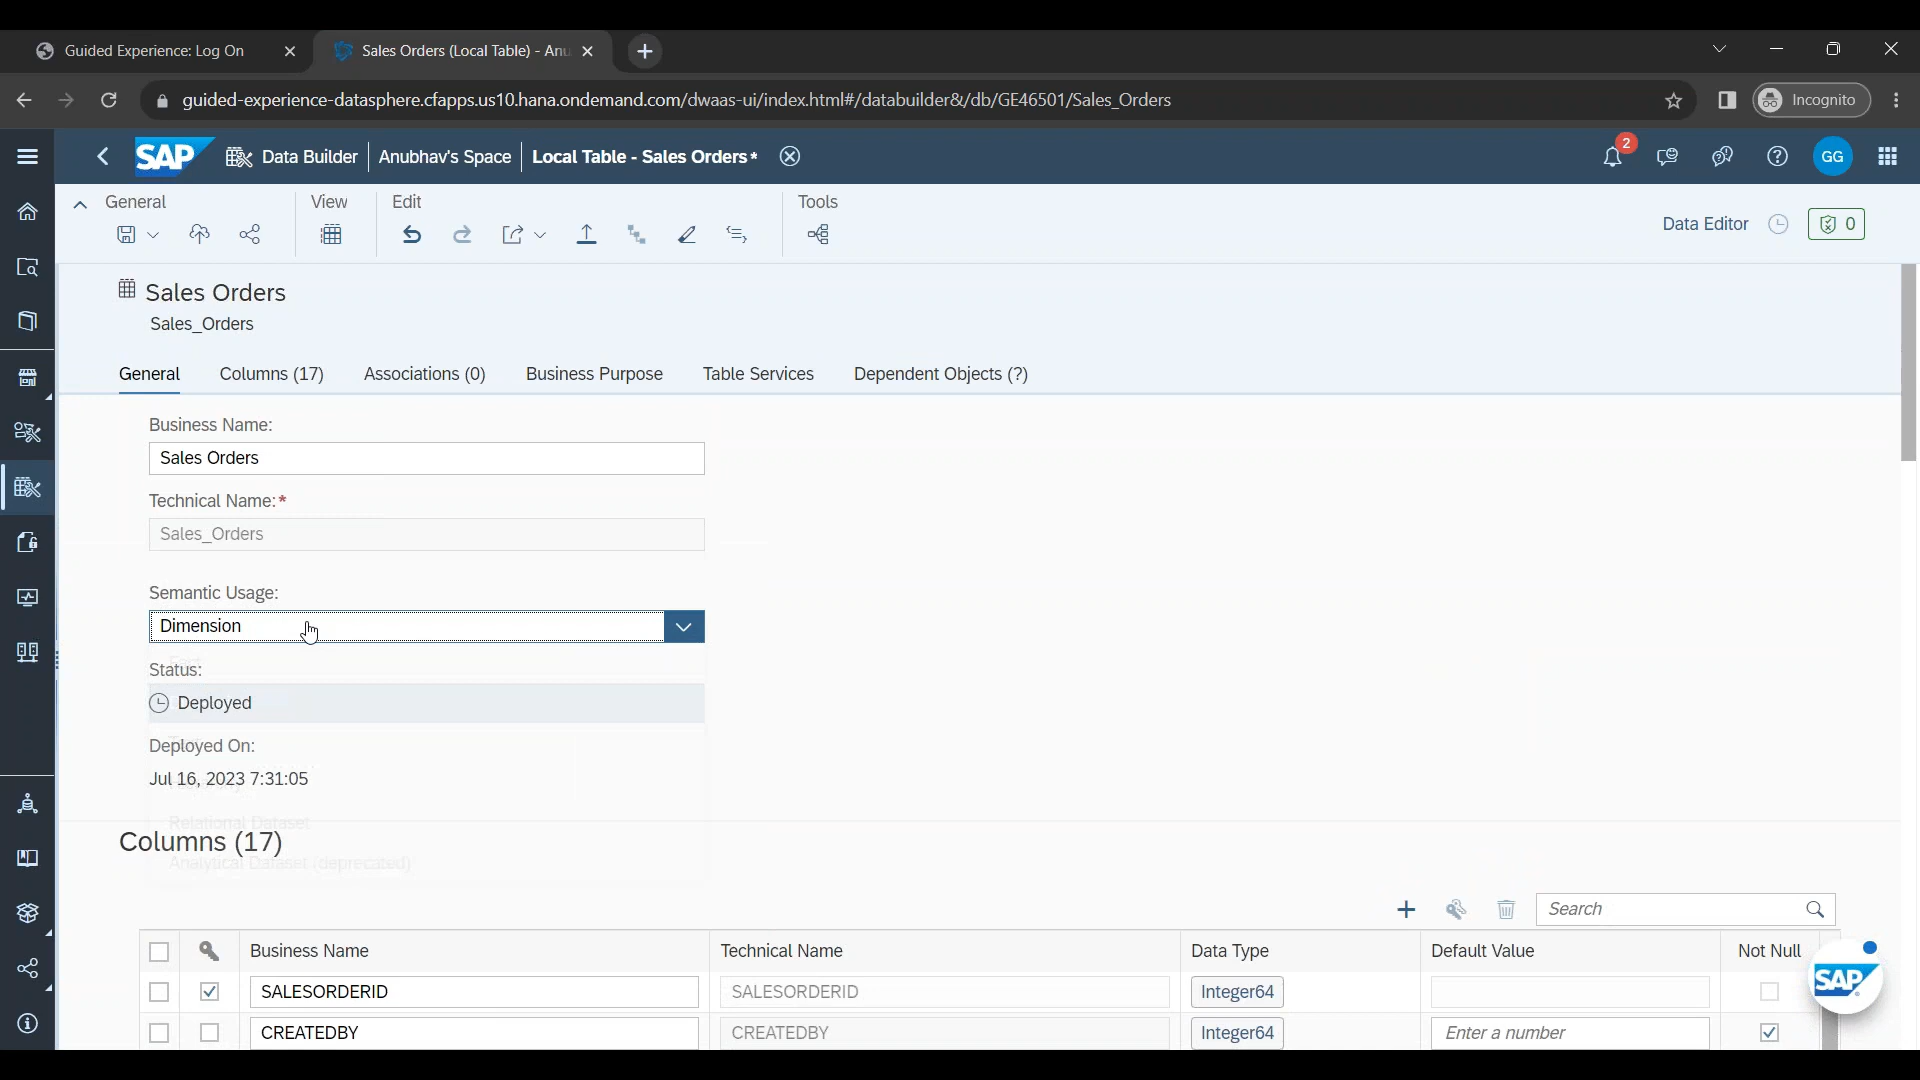 Guided Experience: Log On
Sales Orders (Local Table) - Anu
guided-experience-datasphere.cfapps.us10.hana.ondemand.com/dwaas-ui/index.html#/databuilder&/db/GE46501/Sales_Orders
Incognito
SAP
Data Builder
Anubhav's Space
Local Table - Sales Orders*
2
GG
General
View
Edit
Tools
Data Editor
0
Sales Orders
Sales_Orders
General
Columns (17)
Associations (0)
Business Purpose
Table Services
Dependent Objects (?)
Business Name:
Sales Orders
Technical Name:*
Sales_Orders
Semantic Usage:
Dimension
Status:
Deployed
Deployed On:
Jul 16, 2023 7:31:05
Relational Dataset
Columns (17)
Analytical Dataset (deprecated)
Search
Business Name
Technical Name
Data Type
Default Value
Not Null
SALESORDERID
SALESORDERID
Integer64
SAP
CREATEDBY
CREATEDBY
Integer64
Enter a number